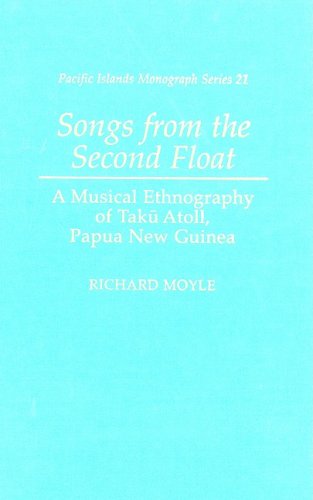 Pacific Islands Monograph Series 21
Songs from the
Second Float
A Musical Ethnography
of Takū Atoll,
Papua New Guinea
RICHARD MOYLE